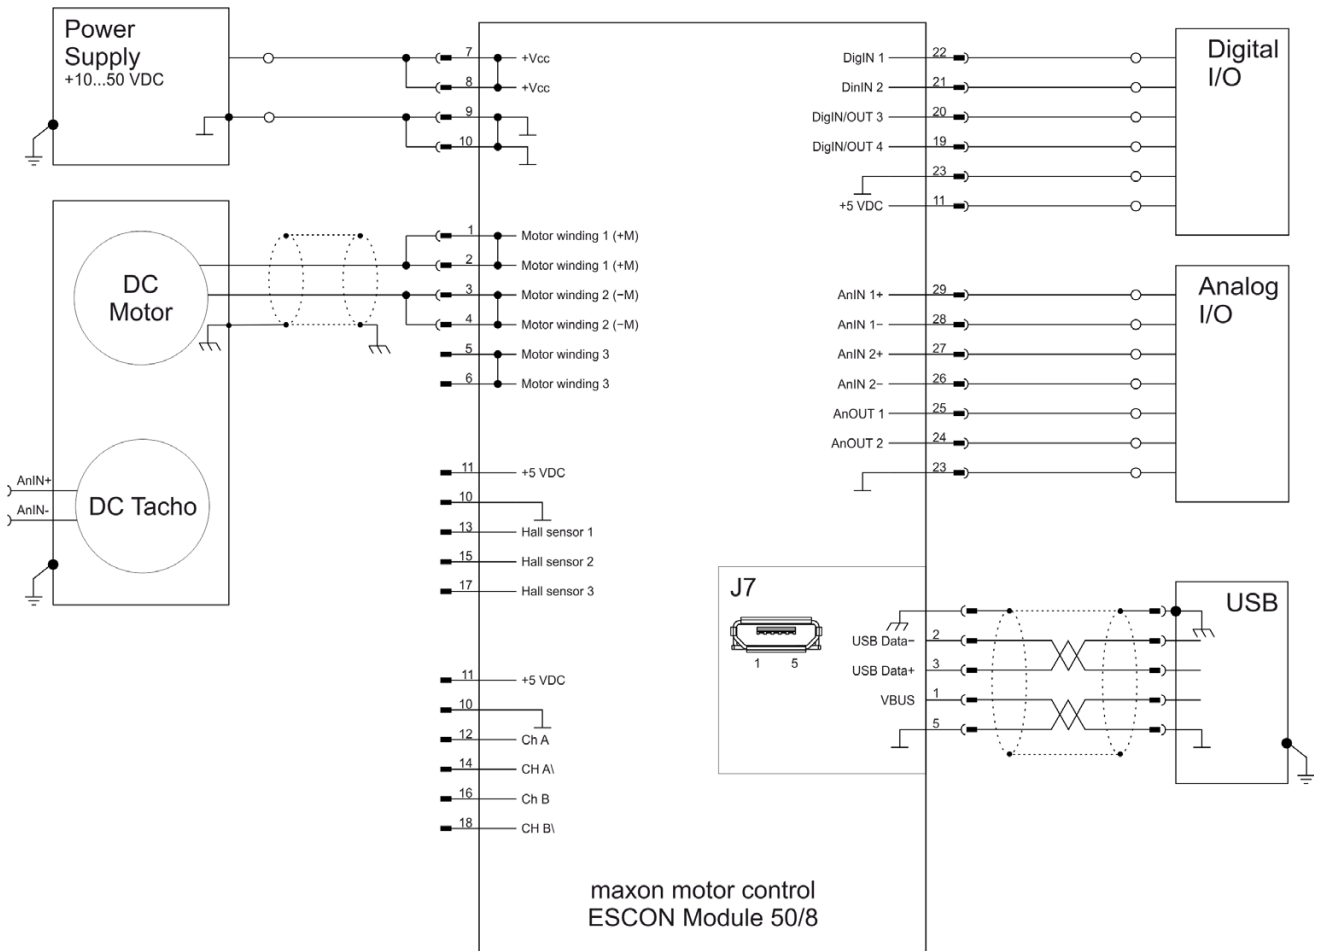 Power
Supply
+10...50 VDC
7 +Vcc
8 +Vcc
9
10
DC
Motor
1 Motor winding 1 (+M)
2 Motor winding 1 (+M)
3 Motor winding 2 (−M)
4 Motor winding 2 (−M)
5 Motor winding 3
6 Motor winding 3
AnIN+
AnIN-
DC Tacho
11 +5 VDC
10
13 Hall sensor 1
15 Hall sensor 2
17 Hall sensor 3
11 +5 VDC
10
12 Ch A
14 CH A\
16 Ch B
18 CH B\
DigIN 1 22
DinIN 2 21
DigIN/OUT 3 20
DigIN/OUT 4 19
23
+5 VDC 11
Digital
I/O
AnIN 1+ 29
AnIN 1− 28
AnIN 2+ 27
AnIN 2− 26
AnOUT 1 25
AnOUT 2 24
23
Analog
I/O
J7
1 5
USB Data− 2
USB Data+ 3
VBUS 1
5
USB
maxon motor control
ESCON Module 50/8